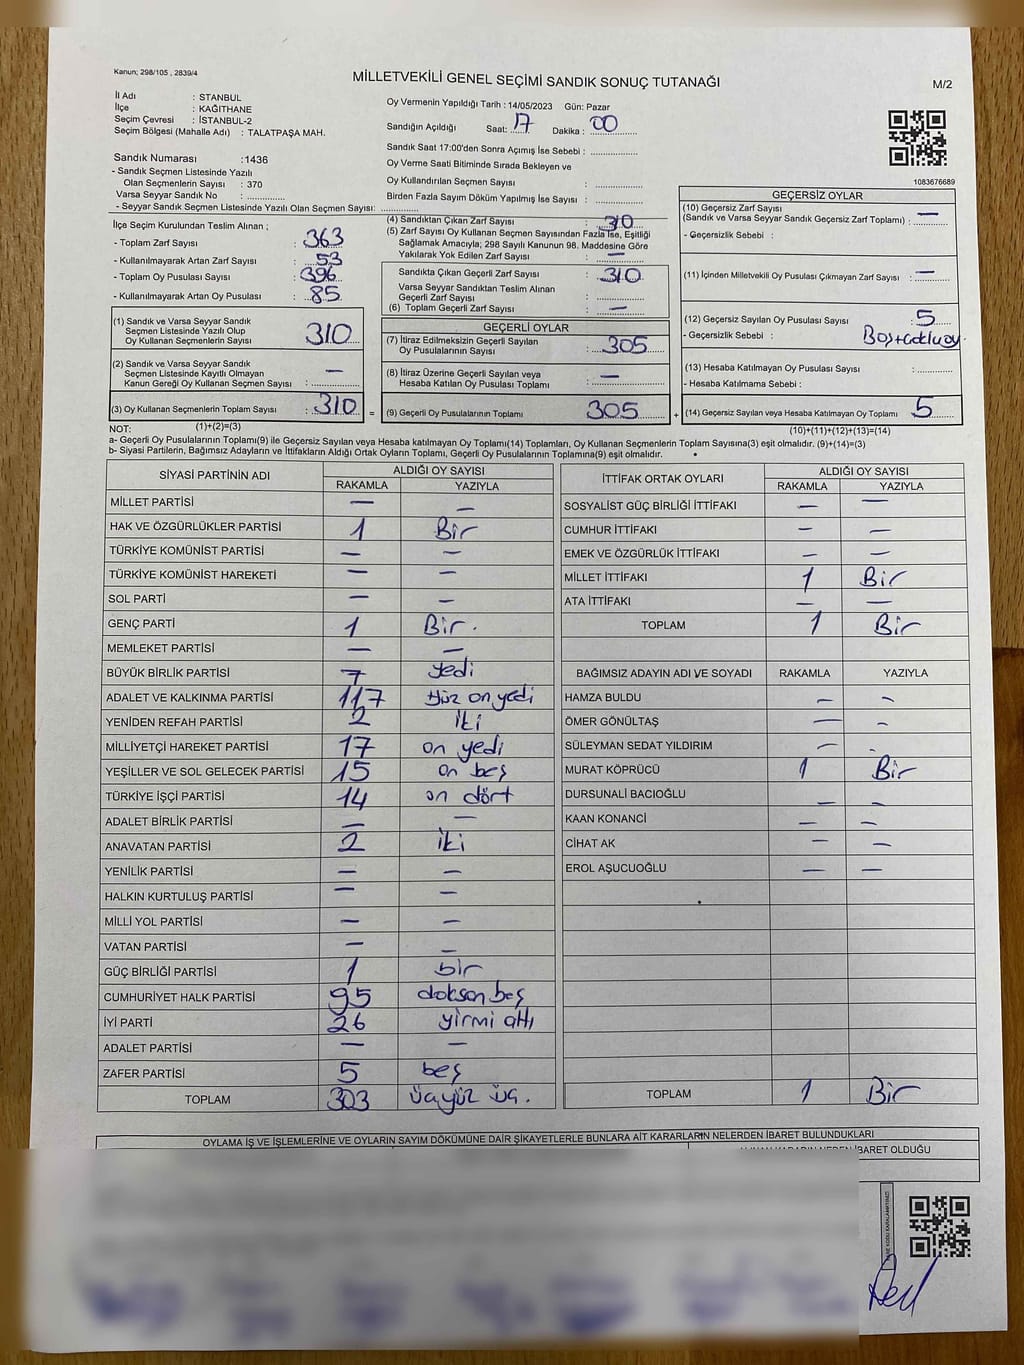 Kanun; 298/105 , 2839/4
MİLLETVEKİLİ GENEL SEÇİMİ SANDIK SONUÇ TUTANAĞI
M/2
İl Adı : STANBUL
İlçe : KAĞITHANE
Seçim Çevresi : İSTANBUL-2
Seçim Bölgesi (Mahalle Adı) : TALATPAŞA MAH.
Sandık Numarası :1436
- Sandık Seçmen Listesinde Yazılı
Olan Seçmenlerin Sayısı : 370
Varsa Seyyar Sandık No : ..............
- Seyyar Sandık Seçmen Listesinde Yazılı Olan Seçmen Sayısı: ..............
Oy Vermenin Yapıldığı Tarih : 14/05/2023 Gün: Pazar
Sandığın Açıldığı Saat: 17 Dakika : 00
Sandık Saat 17:00'den Sonra Açımış İse Sebebi : ..............
Oy Verme Saati Bitiminde Sırada Bekleyen ve
Oy Kullandırılan Seçmen Sayısı : ..............
Birden Fazla Sayım Döküm Yapılmış İse Sayısı : ..............
1083676689
İlçe Seçim Kurulundan Teslim Alınan ;
- Toplam Zarf Sayısı : 363
- Kullanılmayarak Artan Zarf Sayısı : 53
- Toplam Oy Pusulası Sayısı : 396
- Kullanılmayarak Artan Oy Pusulası : 85
(1) Sandık ve Varsa Seyyar Sandık
Seçmen Listesinde Yazılı Olup
Oy Kullanan Seçmenlerin Sayısı 310
(2) Sandık ve Varsa Seyyar Sandık
Seçmen Listesinde Kayıtlı Olmayan
Kanun Gereği Oy Kullanan Seçmen Sayısı : —
(3) Oy Kullanan Seçmenlerin Toplam Sayısı : 310 =
(1)+(2)=(3)
(4) Sandıktan Çıkan Zarf Sayısı : 310
(5) Zarf Sayısı Oy Kullanan Seçmen Sayısından Fazla İse, Eşitliği
Sağlamak Amacıyla; 298 Sayılı Kanunun 98. Maddesine Göre
Yakılarak Yok Edilen Zarf Sayısı : —
Sandıkta Çıkan Geçerli Zarf Sayısı : 310
Varsa Seyyar Sandıktan Teslim Alınan
Geçerli Zarf Sayısı : ..............
(6) Toplam Geçerli Zarf Sayısı : —
GEÇERLİ OYLAR
(7) İtiraz Edilmeksizin Geçerli Sayılan
Oy Pusulalarının Sayısı : 305
(8) İtiraz Üzerine Geçerli Sayılan veya
Hesaba Katılan Oy Pusulası Toplamı : —
(9) Geçerli Oy Pusulalarının Toplamı : 305 +
GEÇERSİZ OYLAR
(10) Geçersiz Zarf Sayısı
(Sandık ve Varsa Seyyar Sandık Geçersiz Zarf Toplamı) : —
- Geçersizlik Sebebi :
(11) İçinden Milletvekili Oy Pusulası Çıkmayan Zarf Sayısı : —
(12) Geçersiz Sayılan Oy Pusulası Sayısı : 5
- Geçersizlik Sebebi :
(13) Hesaba Katılmayan Oy Pusulası Sayısı : ..............
- Hesaba Katılmama Sebebi :
(14) Geçersiz Sayılan veya Hesaba Katılmayan Oy Toplamı : 5
(10)+(11)+(12)+(13)=(14)
NOT:
a- Geçerli Oy Pusulalarının Toplamı(9) ile Geçersiz Sayılan veya Hesaba katılmayan Oy Toplamı(14) Toplamları, Oy Kullanan Seçmenlerin Toplam Sayısına(3) eşit olmalıdır. (9)+(14)=(3)
b- Siyasi Partilerin, Bağımsız Adayların ve İttifakların Aldığı Ortak Oyların Toplamı, Geçerli Oy Pusulalarının Toplamına(9) eşit olmalıdır.
SİYASİ PARTİNİN ADI ALDIĞI OY SAYISI
RAKAMLA YAZIYLA
MİLLET PARTİSİ — —
HAK VE ÖZGÜRLÜKLER PARTİSİ 1 Bir
TÜRKİYE KOMÜNİST PARTİSİ — —
TÜRKİYE KOMÜNİST HAREKETİ — —
SOL PARTİ — —
GENÇ PARTİ 1 Bir.
MEMLEKET PARTİSİ — —
BÜYÜK BİRLİK PARTİSİ 7 yedi
ADALET VE KALKINMA PARTİSİ 117 Yüz on yedi
YENİDEN REFAH PARTİSİ 2 iki
MİLLİYETÇİ HAREKET PARTİSİ 17 on yedi
YEŞİLLER VE SOL GELECEK PARTİSİ 15 on beş
TÜRKİYE İŞÇİ PARTİSİ 14 on dört
ADALET BİRLİK PARTİSİ — —
ANAVATAN PARTİSİ 2 iki
YENİLİK PARTİSİ — —
HALKIN KURTULUŞ PARTİSİ — —
MİLLİ YOL PARTİSİ — —
VATAN PARTİSİ — —
GÜÇ BİRLİĞİ PARTİSİ 1 bir
CUMHURİYET HALK PARTİSİ 95 doksan beş
İYİ PARTİ 26 yirmi altı
ADALET PARTİSİ — —
ZAFER PARTİSİ 5 beş
TOPLAM 303 üçyüz üç.
İTTİFAK ORTAK OYLARI ALDIĞI OY SAYISI
RAKAMLA YAZIYLA
SOSYALİST GÜÇ BİRLİĞİ İTTİFAKI — —
CUMHUR İTTİFAKI — —
EMEK VE ÖZGÜRLÜK İTTİFAKI — —
MİLLET İTTİFAKI 1 Bir
ATA İTTİFAKI — —
TOPLAM 1 Bir
BAĞIMSIZ ADAYIN ADI VE SOYADI RAKAMLA YAZIYLA
HAMZA BULDU — —
ÖMER GÖNÜLTAŞ — —
SÜLEYMAN SEDAT YILDIRIM — —
MURAT KÖPRÜCÜ 1 Bir
DURSUNALİ BACIOĞLU — —
KAAN KONANCİ — —
CİHAT AK — —
EROL AŞUCUOĞLU — —
TOPLAM 1 Bir
OYLAMA İŞ VE İŞLEMLERİNE VE OYLARIN SAYIM DÖKÜMÜNE DAİR ŞİKAYETLERLE BUNLARA AİT KARARLARIN NELERDEN İBARET BULUNDUKLARI
İBARET OLDUĞU